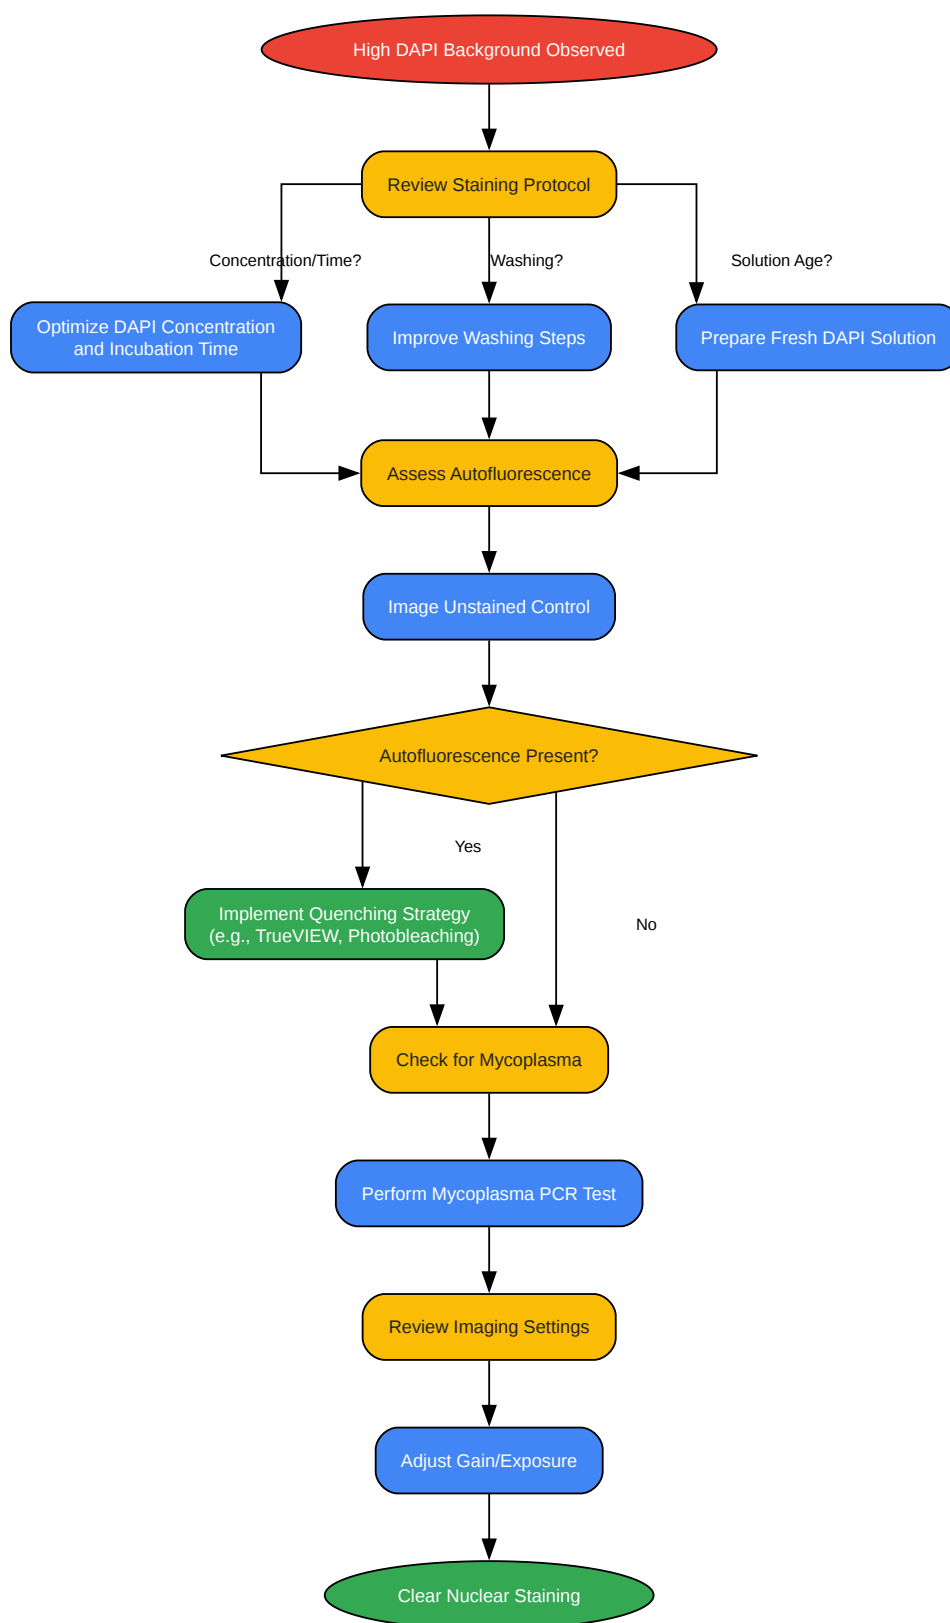 High DAPI Background Observed
Review Staining Protocol
Concentration/Time?
Washing?
Solution Age?
Optimize DAPI Concentration
and Incubation Time
Improve Washing Steps
Prepare Fresh DAPI Solution
Assess Autofluorescence
Image Unstained Control
Autofluorescence Present?
Yes
Implement Quenching Strategy
(e.g., TrueVIEW, Photobleaching)
No
Check for Mycoplasma
Perform Mycoplasma PCR Test
Review Imaging Settings
Adjust Gain/Exposure
Clear Nuclear Staining